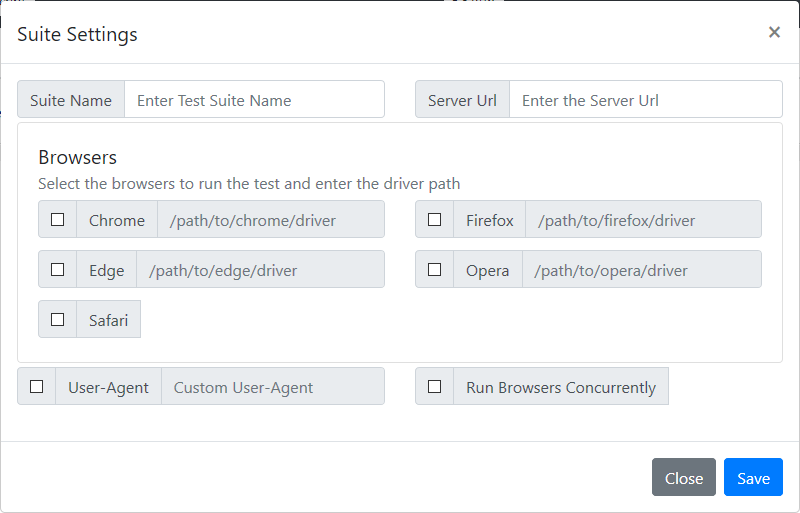 Suite Settings ×
Suite Name Enter Test Suite Name Server Url Enter the Server Url
Browsers
Select the browsers to run the test and enter the driver path
Chrome /path/to/chrome/driver Firefox /path/to/firefox/driver
Edge /path/to/edge/driver Opera /path/to/opera/driver
Safari
User-Agent Custom User-Agent Run Browsers Concurrently
Close Save